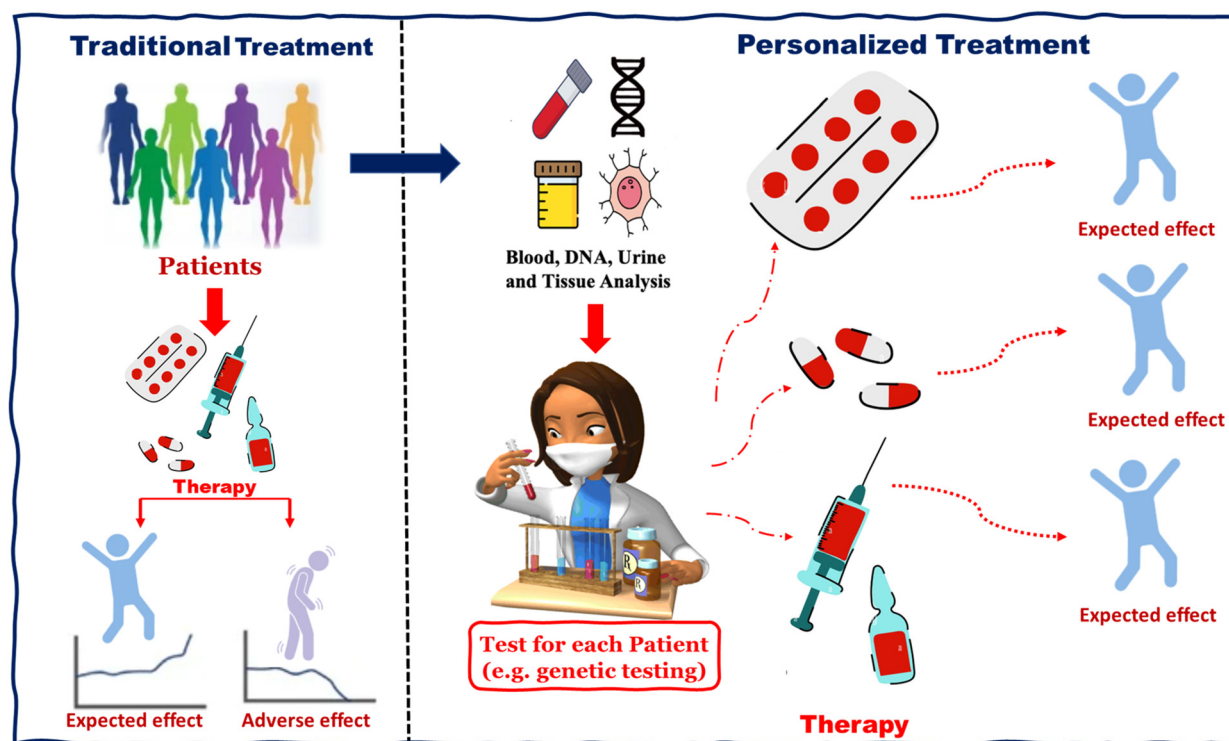 Traditional Treatment
Patients
Therapy
Expected effect
Adverse effect
Personalized Treatment
Blood, DNA, Urine
and Tissue Analysis
R
R
Test for each Patient
(e.g. genetic testing)
Expected effect
Expected effect
Expected effect
Therapy